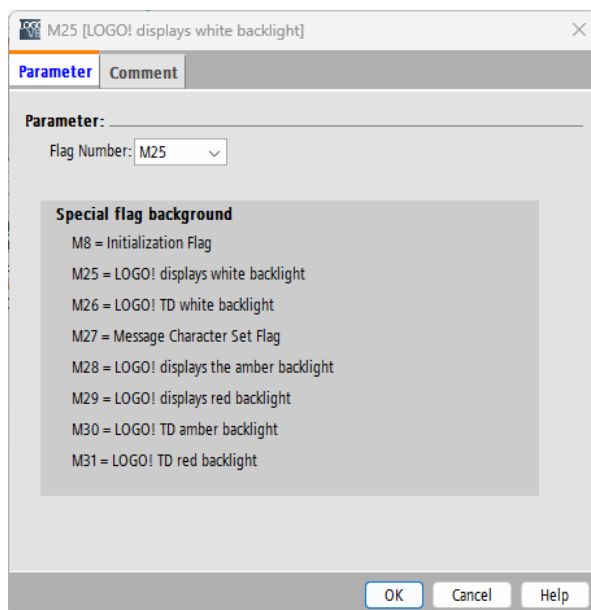 M25 [LOGO! displays white backlight]
Parameter
Comment
Parameter:
Flag Number: M25
Special flag background
M8 = Initialization Flag
M25 = LOGO! displays white backlight
M26 = LOGO! TD white backlight
M27 = Message Character Set Flag
M28 = LOGO! displays the amber backlight
M29 = LOGO! displays red backlight
M30 = LOGO! TD amber backlight
M31 = LOGO! TD red backlight
OK
Cancel
Help